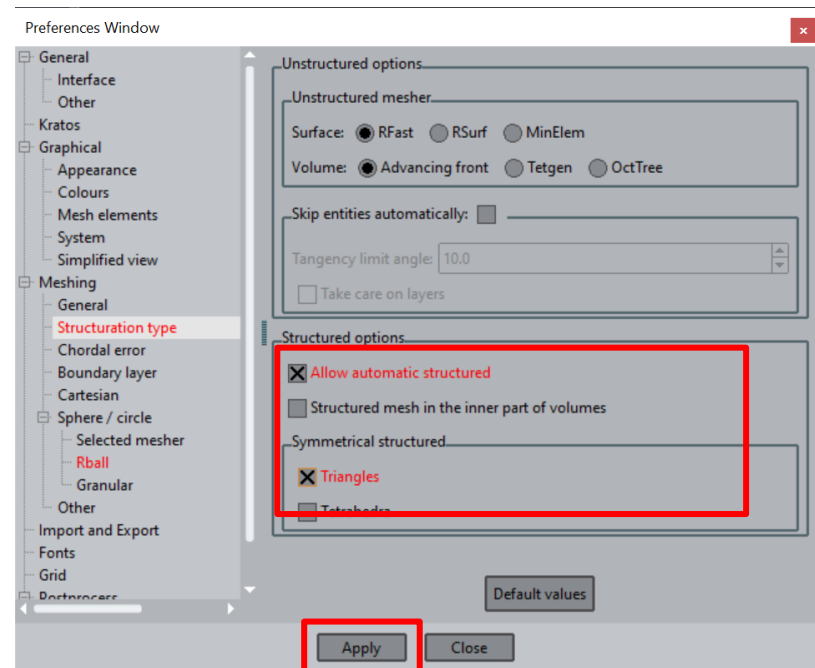 Preferences Window
x
General
Interface
Other
Kratos
Graphical
Appearance
Colours
Mesh elements
System
Simplified view
Meshing
General
Structuration type
Chordal error
Boundary layer
Cartesian
Sphere / circle
Selected mesher
Rball
Granular
Other
Import and Export
Fonts
Grid
Postprocess
Unstructured options
Unstructured mesher
Surface: RFast RSurf MinElem
Volume: Advancing front Tetgen OctTree
Skip entities automatically:
Tangency limit angle: 10.0
Take care on layers
Structured options
Allow automatic structured
Structured mesh in the inner part of volumes
Symmetrical structured
Triangles
Tetrahedra
Default values
Apply Close